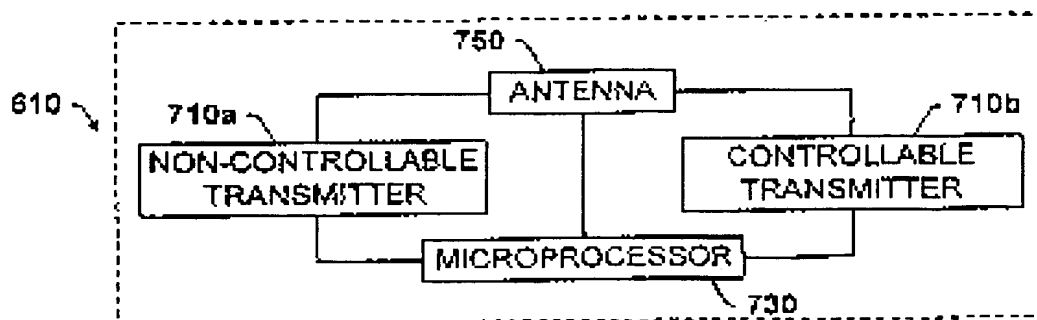 750
ANTENNA
610
710a
710b
NON-CONTROLLABLE
TRANSMITTER
CONTROLLABLE
TRANSMITTER
MICROPROCESSOR
730